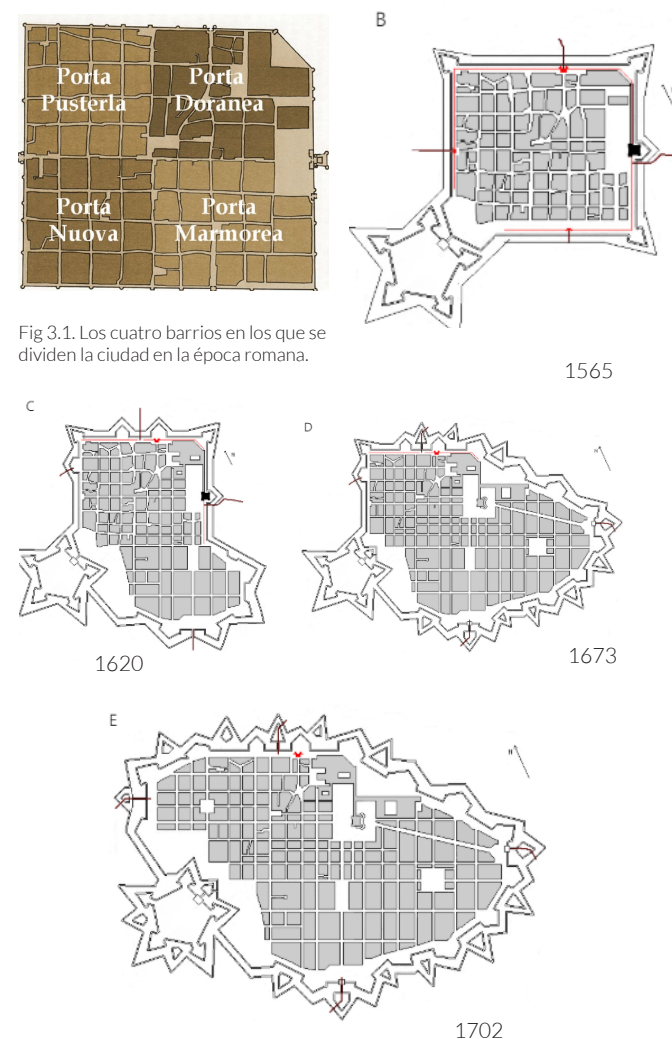 Porta
Pusterla
Porta
Doranea
Porta
Nuova
Porta
Marmorea
Fig 3.1. Los cuatro barrios en los que se
dividen la ciudad en la época romana.
B
1565
C
1620
D
1673
E
1702